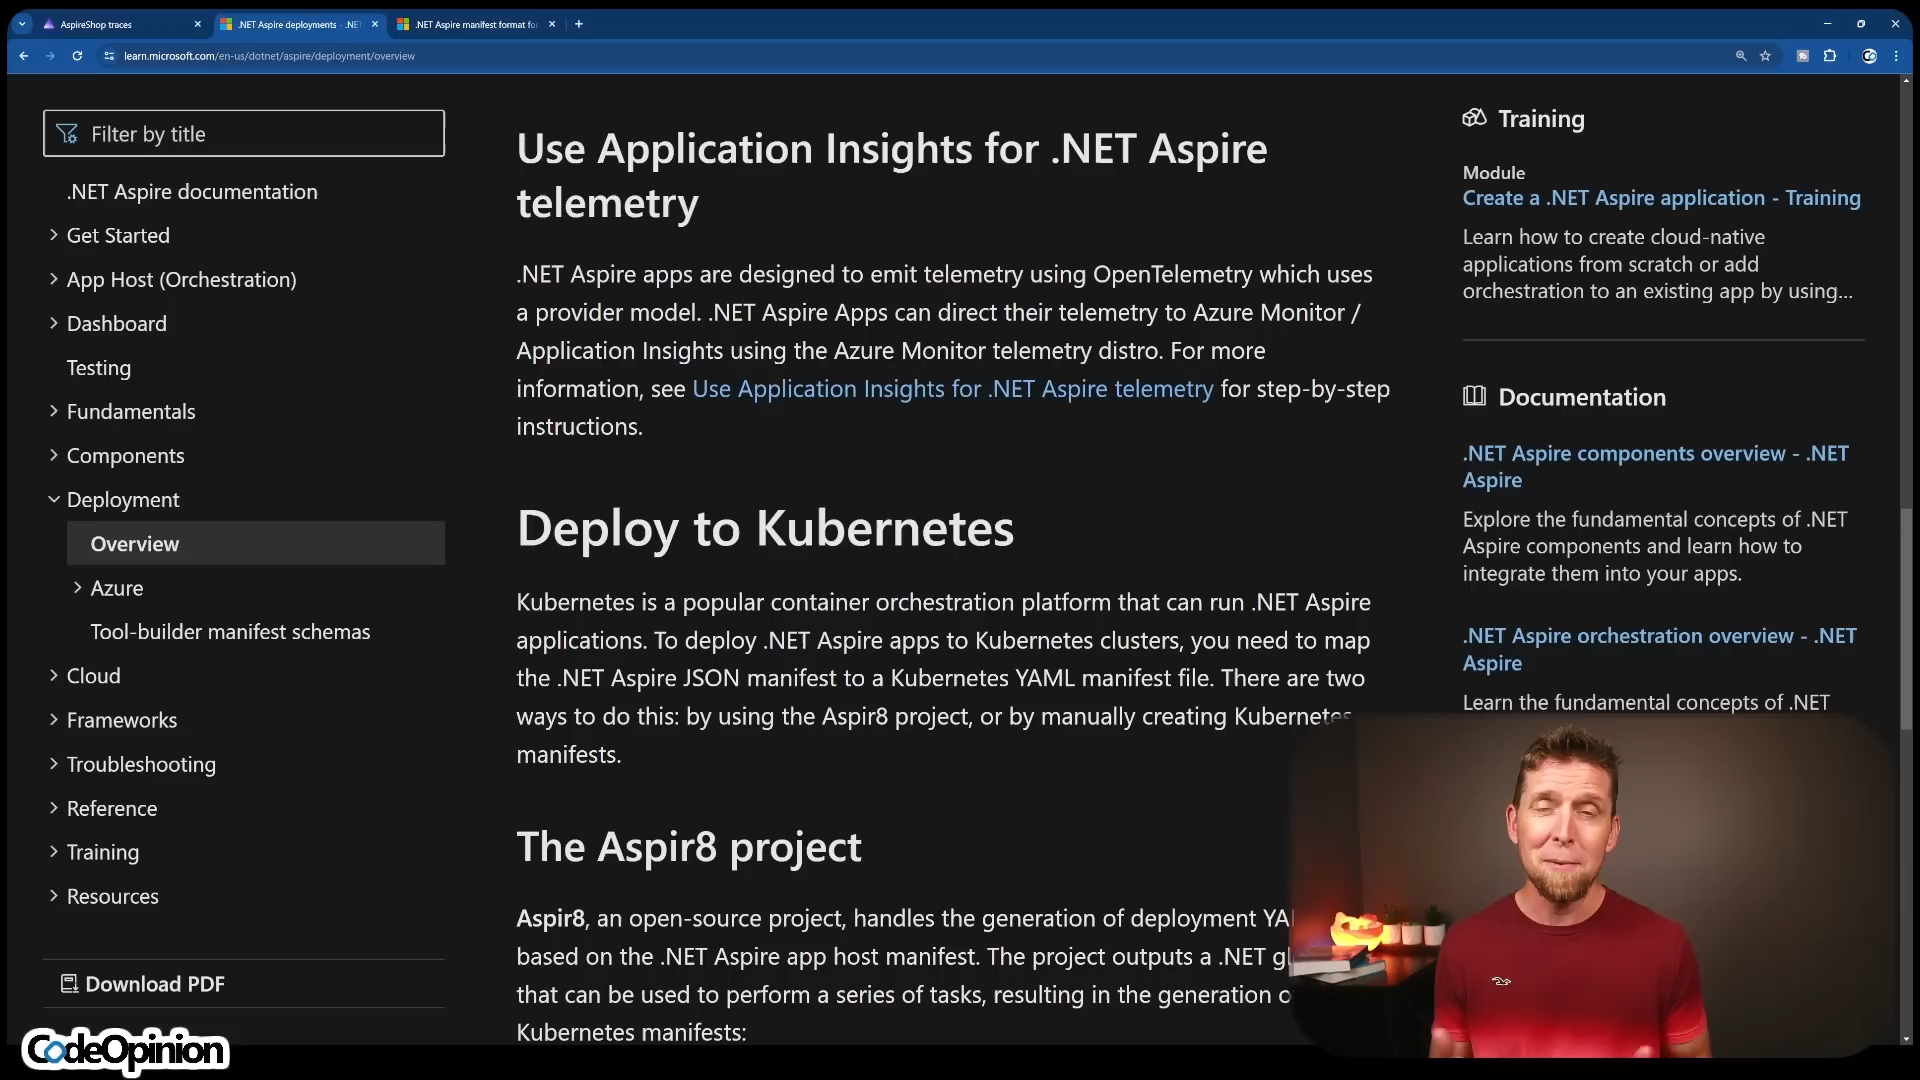 AspireShop traces
.NET Aspire deployments - .NE
.NET Aspire manifest format for
learn.microsoft.com/en-us/dotnet/aspire/deployment/overview
Filter by title
.NET Aspire documentation
Get Started
App Host (Orchestration)
Dashboard
Testing
Fundamentals
Components
Deployment
Overview
Azure
Tool-builder manifest schemas
Cloud
Frameworks
Troubleshooting
Reference
Training
Resources
Download PDF
Use Application Insights for .NET Aspire
telemetry
.NET Aspire apps are designed to emit telemetry using OpenTelemetry which uses
a provider model. .NET Aspire Apps can direct their telemetry to Azure Monitor /
Application Insights using the Azure Monitor telemetry distro. For more
information, see Use Application Insights for .NET Aspire telemetry for step-by-step
instructions.
Deploy to Kubernetes
Kubernetes is a popular container orchestration platform that can run .NET Aspire
applications. To deploy .NET Aspire apps to Kubernetes clusters, you need to map
the .NET Aspire JSON manifest to a Kubernetes YAML manifest file. There are two
ways to do this: by using the Aspir8 project, or by manually creating Kubernetes
manifests.
The Aspir8 project
Aspir8, an open-source project, handles the generation of deployment YA
based on the .NET Aspire app host manifest. The project outputs a .NET gl
that can be used to perform a series of tasks, resulting in the generation o
Kubernetes manifests:
Training
Module
Create a .NET Aspire application - Training
Learn how to create cloud-native
applications from scratch or add
orchestration to an existing app by using...
Documentation
.NET Aspire components overview - .NET
Aspire
Explore the fundamental concepts of .NET
Aspire components and learn how to
integrate them into your apps.
.NET Aspire orchestration overview - .NET
Aspire
Learn the fundamental concepts of .NET
CodeOpinion